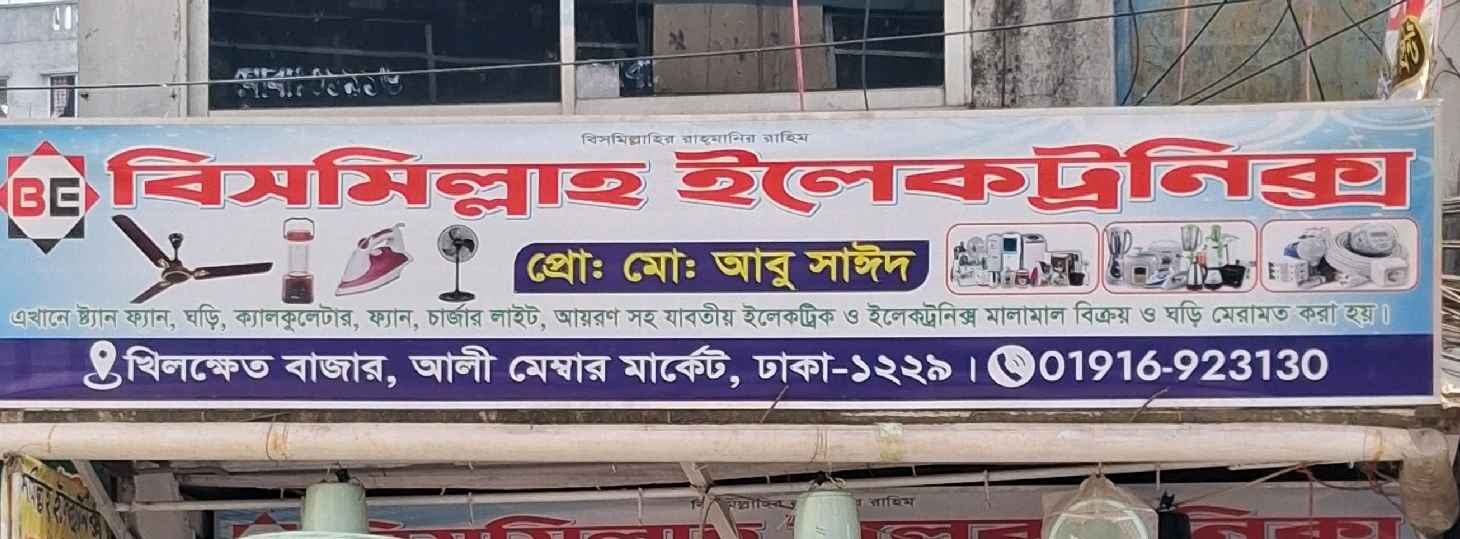 বিসমিল্লাহির রাহমানির রাহিম
BE
বিসমিল্লাহ ইলেকট্রনিক্স
প্রো: মো: আবু সাঈদ
এখানে ষ্ট্যান ফ্যান, ঘড়ি, ক্যালকুলেটার, ফ্যান, চার্জার লাইট, আয়রণ সহ যাবতীয় ইলেকট্রিক ও ইলেকট্রনিক্স মালামাল বিক্রয় ও ঘড়ি মেরামত করা হয়।
খিলক্ষেত বাজার, আলী মেম্বার মার্কেট, ঢাকা-১২২৯। 01916-923130
রাহিম